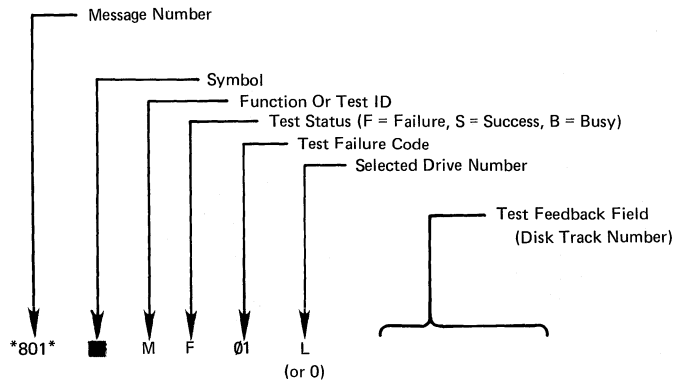 Message Number
Symbol
Function Or Test ID
Test Status (F = Failure, S = Success, B = Busy)
Test Failure Code
Selected Drive Number
Test Feedback Field
(Disk Track Number)
*801* ■ M F Ø1 L
(or 0)